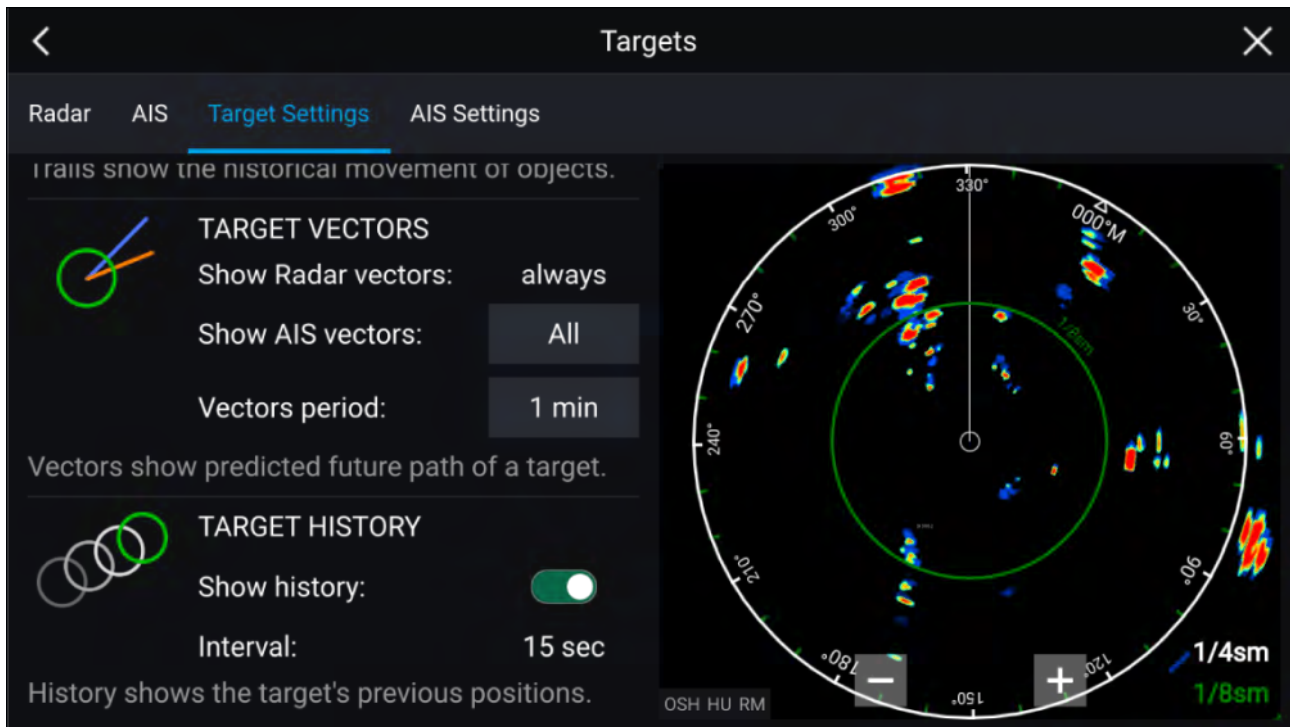 Targets
Radar AIS Target Settings AIS Settings
Trails show the historical movement of objects.
TARGET VECTORS
Show Radar vectors: always
Show AIS vectors: All
Vectors period: 1 min
Vectors show predicted future path of a target.
TARGET HISTORY
Show history:
Interval: 15 sec
History shows the target's previous positions.
330°
000°M
30°
60°
90°
120°
150°
180°
210°
240°
270°
300°
1/8sm
OSH HU RM
1/4sm
1/8sm